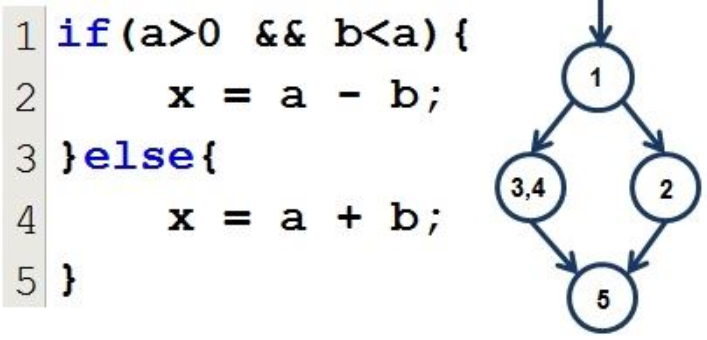 1 if(a>0 && b<a){
2 x = a - b;
3 }else{
4 x = a + b;
5 }
1
3,4 2
5